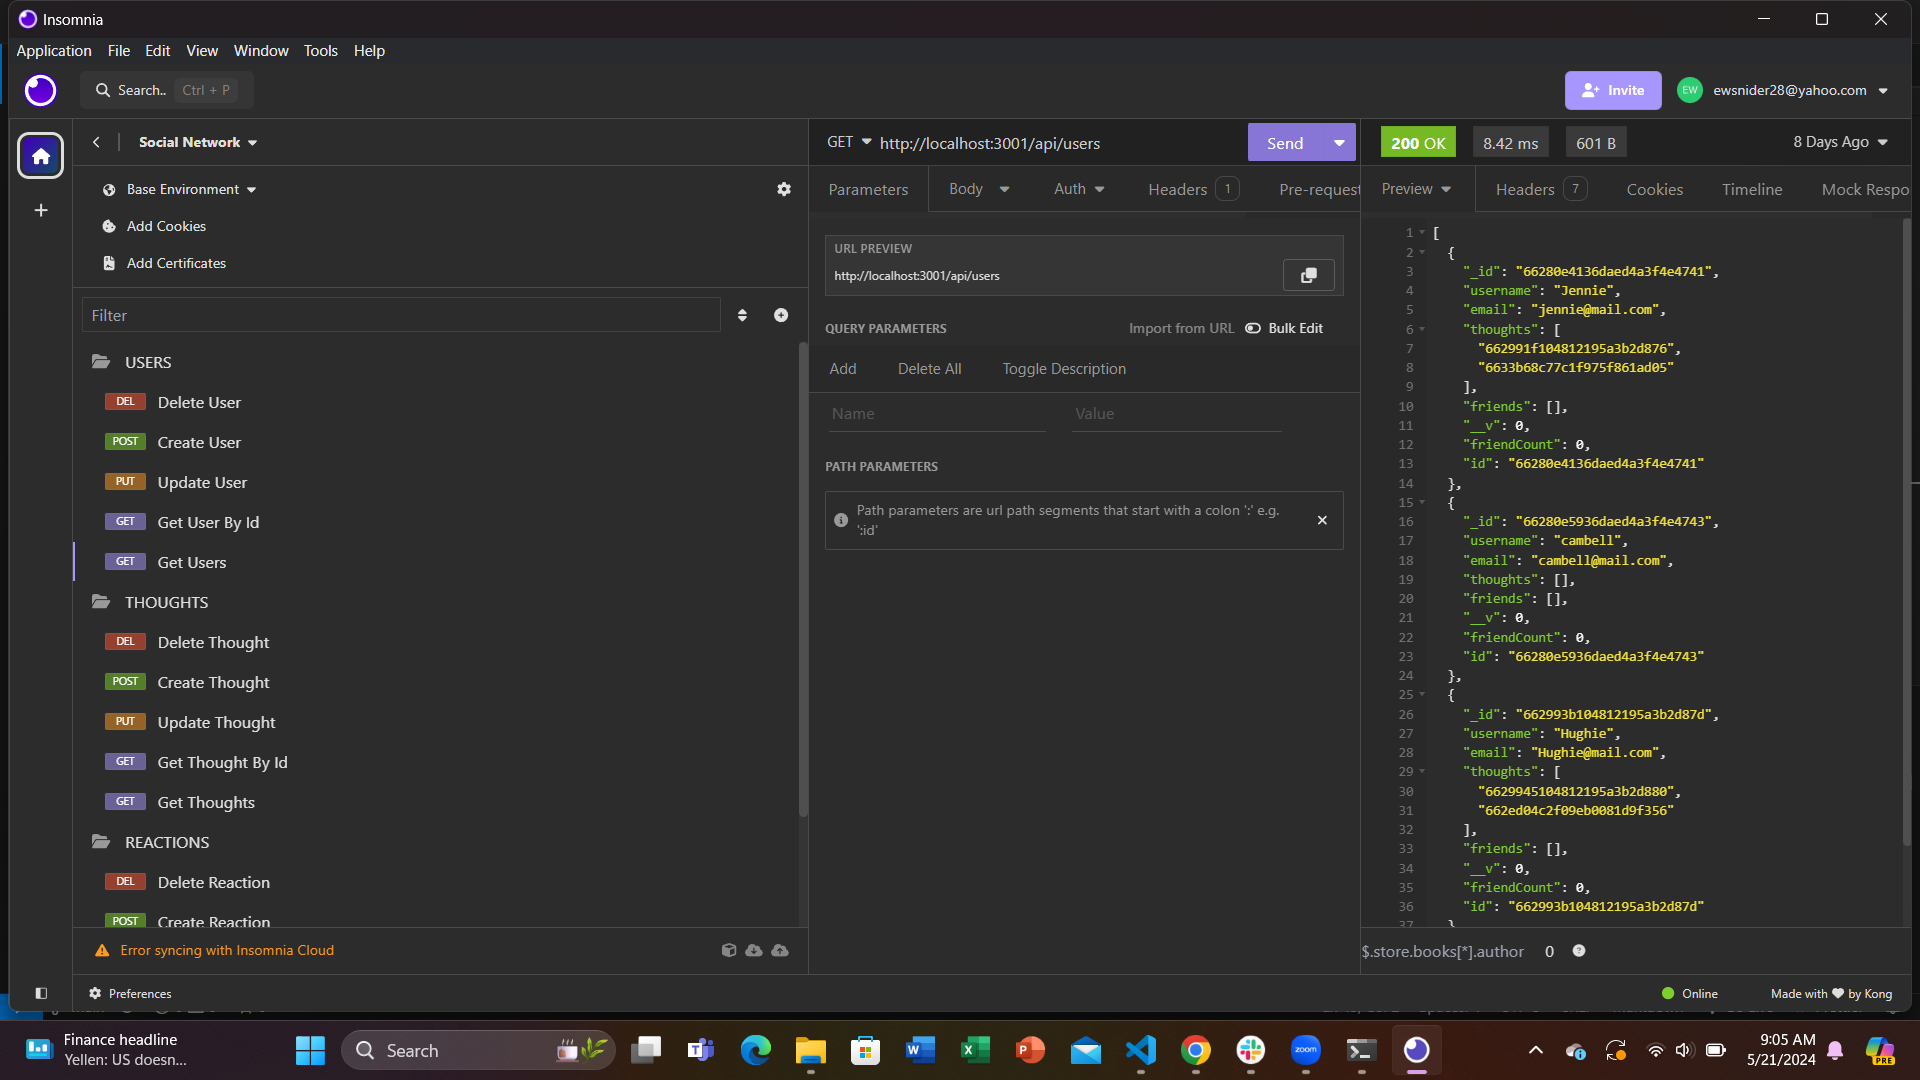 Insomnia
Application File Edit View Window Tools Help
Search.. Ctrl + P
Invite
EW
ewsnider28@yahoo.com
Social Network
Base Environment
Add Cookies
Add Certificates
Filter
USERS
DEL Delete User
POST Create User
PUT Update User
GET Get User By Id
GET Get Users
THOUGHTS
DEL Delete Thought
POST Create Thought
PUT Update Thought
GET Get Thought By Id
GET Get Thoughts
REACTIONS
DEL Delete Reaction
POST Create Reaction
Error syncing with Insomnia Cloud
Preferences
GET http://localhost:3001/api/users Send
Parameters Body Auth Headers 1 Pre-request
URL PREVIEW
http://localhost:3001/api/users
QUERY PARAMETERS Import from URL Bulk Edit
Add Delete All Toggle Description
Name Value
PATH PARAMETERS
Path parameters are url path segments that start with a colon ':' e.g.
':id'
200 OK 8.42 ms 601 B 8 Days Ago
Preview Headers 7 Cookies Timeline Mock Respo
1 [
2 {
3 "_id": "66280e4136daed4a3f4e4741",
4 "username": "Jennie",
5 "email": "jennie@mail.com",
6 "thoughts": [
7 "662991f104812195a3b2d876",
8 "6633b68c77c1f975f861ad05"
9 ],
10 "friends": [],
11 "__v": 0,
12 "friendCount": 0,
13 "id": "66280e4136daed4a3f4e4741"
14 },
15 {
16 "_id": "66280e5936daed4a3f4e4743",
17 "username": "cambell",
18 "email": "cambell@mail.com",
19 "thoughts": [],
20 "friends": [],
21 "__v": 0,
22 "friendCount": 0,
23 "id": "66280e5936daed4a3f4e4743"
24 },
25 {
26 "_id": "662993b104812195a3b2d87d",
27 "username": "Hughie",
28 "email": "Hughie@mail.com",
29 "thoughts": [
30 "6629945104812195a3b2d880",
31 "662ed04c2f09eb0081d9f356"
32 ],
33 "friends": [],
34 "__v": 0,
35 "friendCount": 0,
36 "id": "662993b104812195a3b2d87d"
37 }
$.store.books[*].author 0
Online
Made with ❤ by Kong
Finance headline
Yellen: US doesn...
Search
zoom
9:05 AM
5/21/2024
PRE